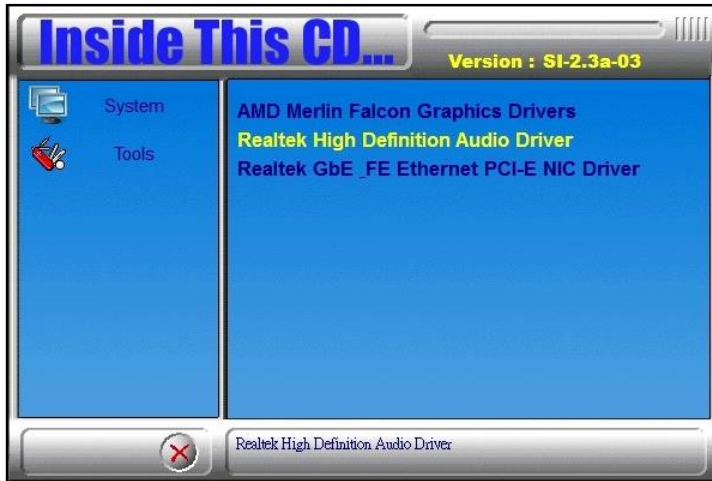 Inside This CD...
Version : SI-2.3a-03
System
Tools
AMD Merlin Falcon Graphics Drivers
Realtek High Definition Audio Driver
Realtek GbE _FE Ethernet PCI-E NIC Driver
Realtek High Definition Audio Driver